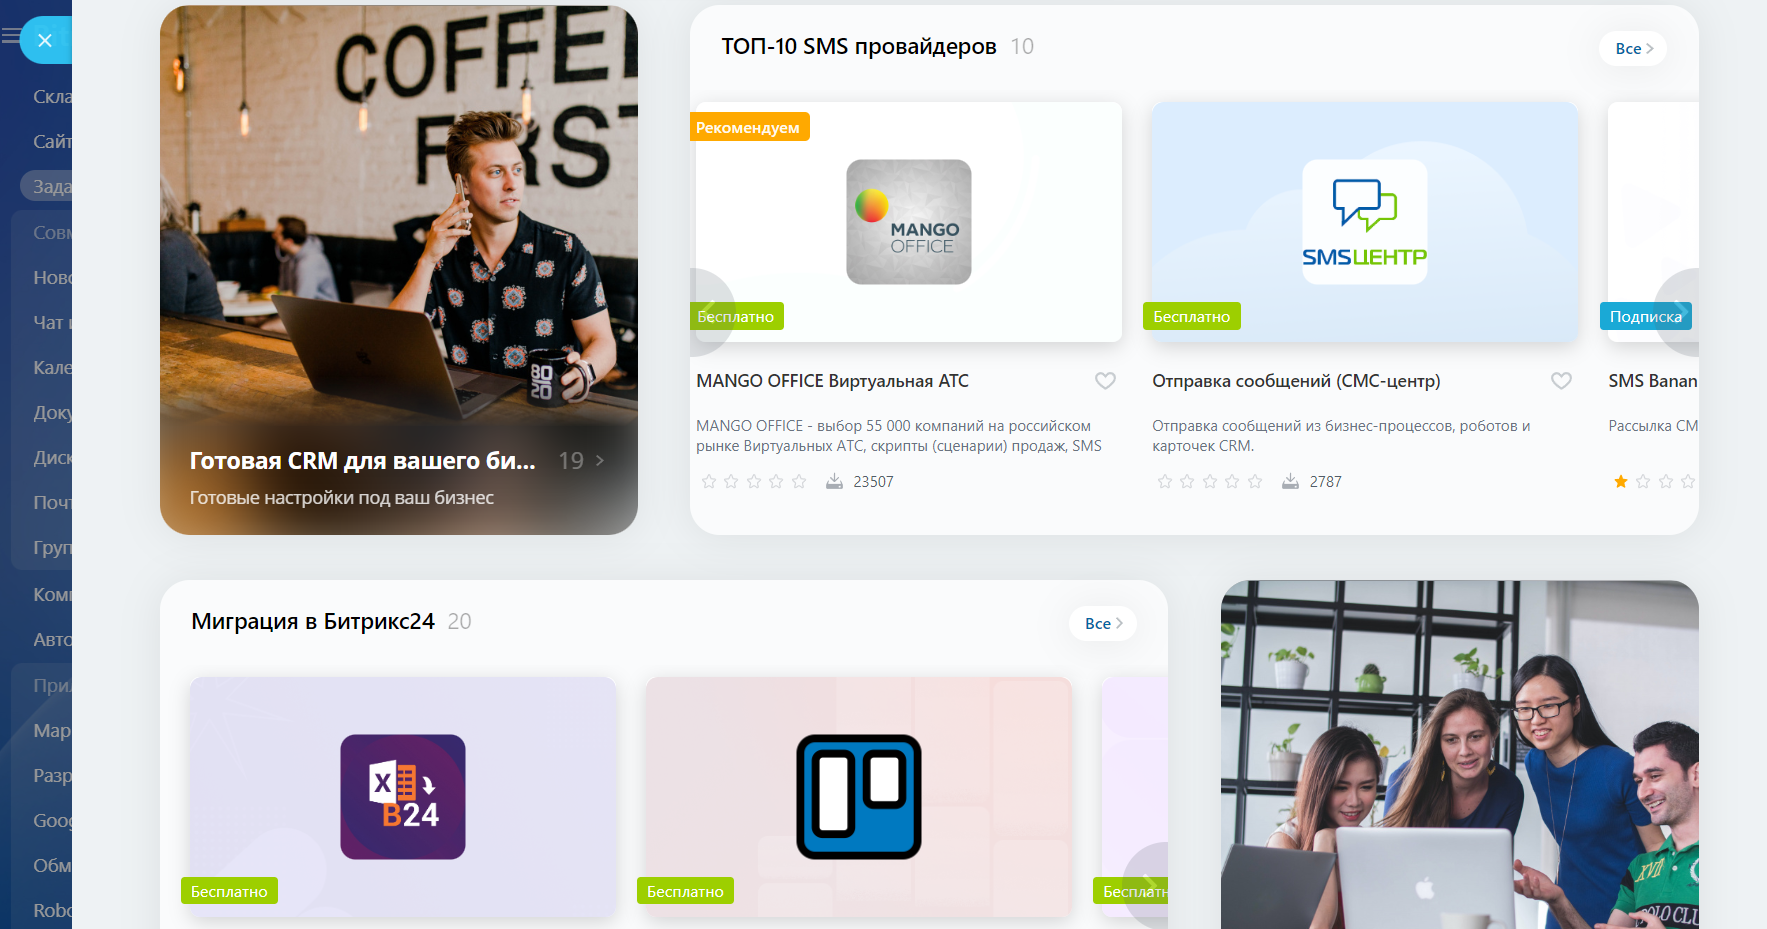 Скла
Сайт
Зада
Совм
Ново
Чат и
Кале
Доку
Диск
Почт
Груп
Комп
Авто
При
Мар
Разр
Goog
Обм
Robo
COFFEE
FIRST
80
20
Готовая CRM для вашего би... 19
Готовые настройки под ваш бизнес
ТОП-10 SMS провайдеров 10
Все
Рекомендуем
MANGO
OFFICE
Бесплатно
MANGO OFFICE Виртуальная АТС
MANGO OFFICE - выбор 55 000 компаний на российском
рынке Виртуальных АТС, скрипты (сценарии) продаж, SMS
23507
SMSЦЕНТР
Бесплатно
Отправка сообщений (СМС-центр)
Отправка сообщений из бизнес-процессов, роботов и
карточек CRM.
2787
Подписка
SMS Banan
Рассылка СМ
Миграция в Битрикс24 20
Все
X
B24
Бесплатно
Бесплатно
Бесплатн
XVII
POLO CLU